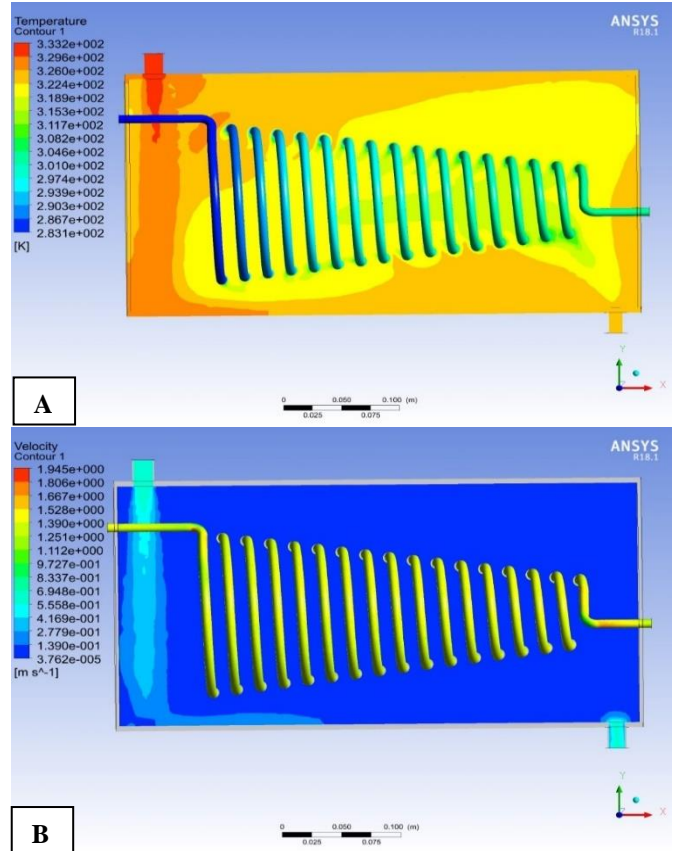 Temperature
Contour 1
3.332e+002
3.296e+002
3.260e+002
3.224e+002
3.189e+002
3.153e+002
3.117e+002
3.082e+002
3.046e+002
3.010e+002
2.974e+002
2.939e+002
2.903e+002
2.867e+002
2.831e+002
[K]
ANSYS
R18.1
Y
X
0 0.050 0.100 (m)
0.025 0.075
A
Velocity
Contour 1
1.945e+000
1.806e+000
1.667e+000
1.528e+000
1.390e+000
1.251e+000
1.112e+000
9.727e-001
8.337e-001
6.948e-001
5.558e-001
4.169e-001
2.779e-001
1.390e-001
3.762e-005
[m s^-1]
ANSYS
R18.1
Y
X
0 0.050 0.100 (m)
0.025 0.075
B